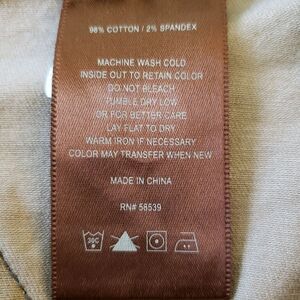 98% COTTON / 2% SPANDEX
MACHINE WASH COLD
INSIDE OUT TO RETAIN COLOR
DO NOT BLEACH
TUMBLE DRY LOW
OR FOR BETTER CARE
LAY FLAT TO DRY
WARM IRON IF NECESSARY
COLOR MAY TRANSFER WHEN NEW
MADE IN CHINA
RN# 58539
30C